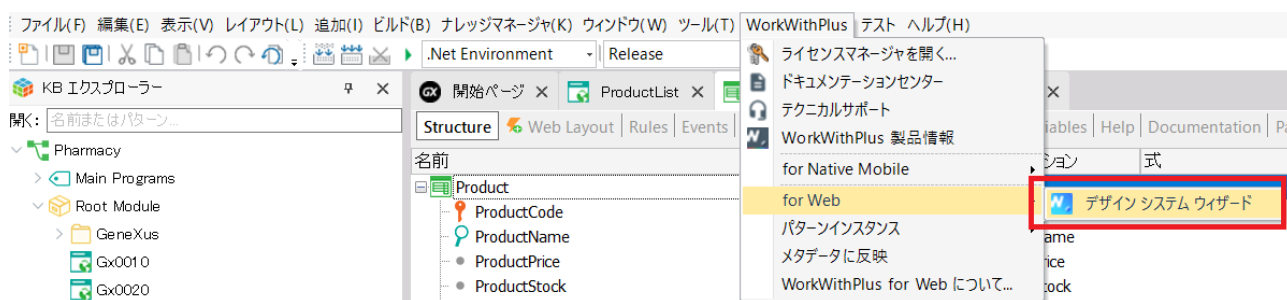 ファイル(F) 編集(E) 表示(V) レイアウト(L) 追加(I) ビルド(B) ナレッジマネージャ(K) ウィンドウ(W) ツール(T) WorkWithPlus テスト ヘルプ(H)
.Net Environment Release
KB エクスプローラー
開く: 名前またはパターン...
Pharmacy
Main Programs
Root Module
GeneXus
Gx0010
Gx0020
開始ページ ProductList
Structure Web Layout Rules Events
名前
Product
ProductCode
ProductName
ProductPrice
ProductStock
ライセンスマネージャを開く...
ドキュメンテーションセンター
テクニカルサポート
WorkWithPlus 製品情報
for Native Mobile
for Web
パターンインスタンス
メタデータに反映
WorkWithPlus for Web について...
デザイン システム ウィザード
Help Documentation
式